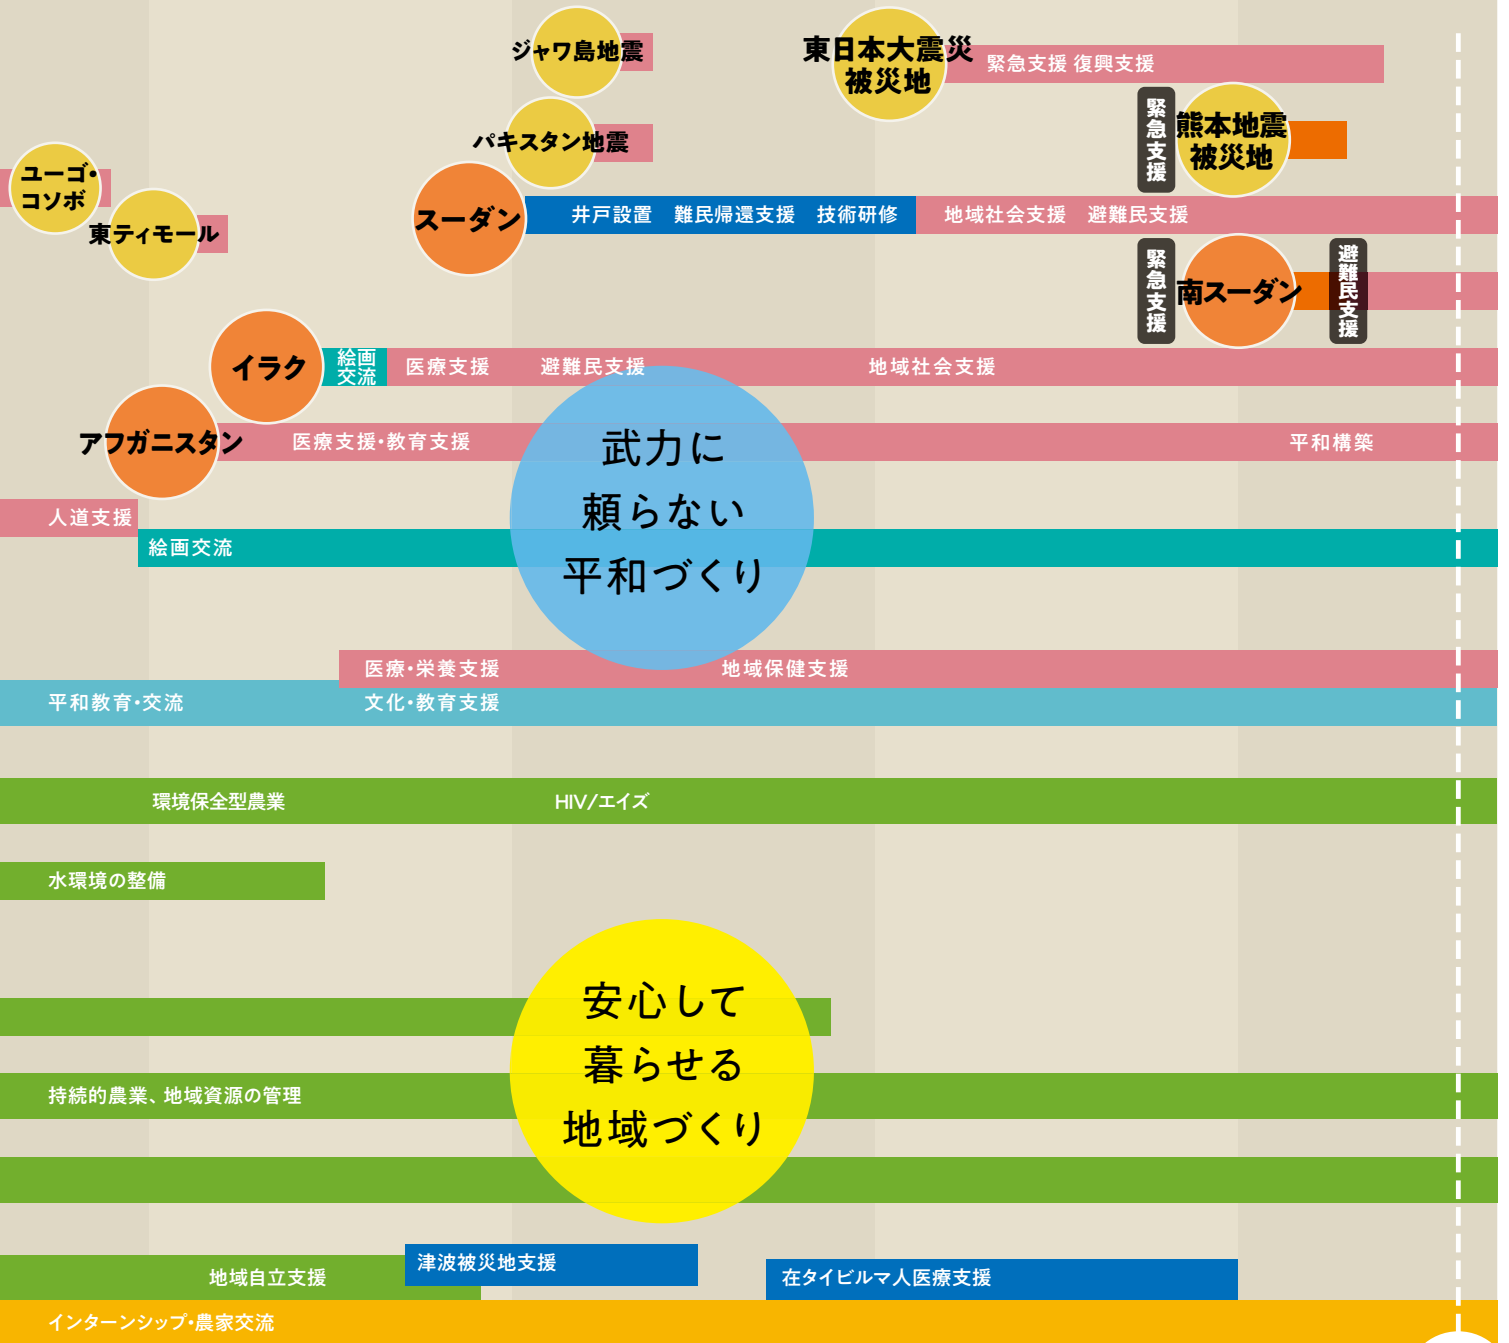 ジャワ島地震
東日本大震災
被災地
緊急支援 復興支援
パキスタン地震
緊急支援
熊本地震
被災地
ユーゴ・
コソボ
東ティモール
スーダン
井戸設置 難民帰還支援 技術研修
地域社会支援 避難民支援
緊急支援
南スーダン
避難民支援
イラク
絵画
交流
医療支援
避難民支援
地域社会支援
アフガニスタン
医療支援・教育支援
平和構築
武力に
頼らない
平和づくり
人道支援
絵画交流
医療・栄養支援
地域保健支援
平和教育・交流
文化・教育支援
環境保全型農業
HIV/エイズ
水環境の整備
安心して
暮らせる
地域づくり
持続的農業、地域資源の管理
津波被災地支援
地域自立支援
在タイビルマ人医療支援
インターンシップ・農家交流